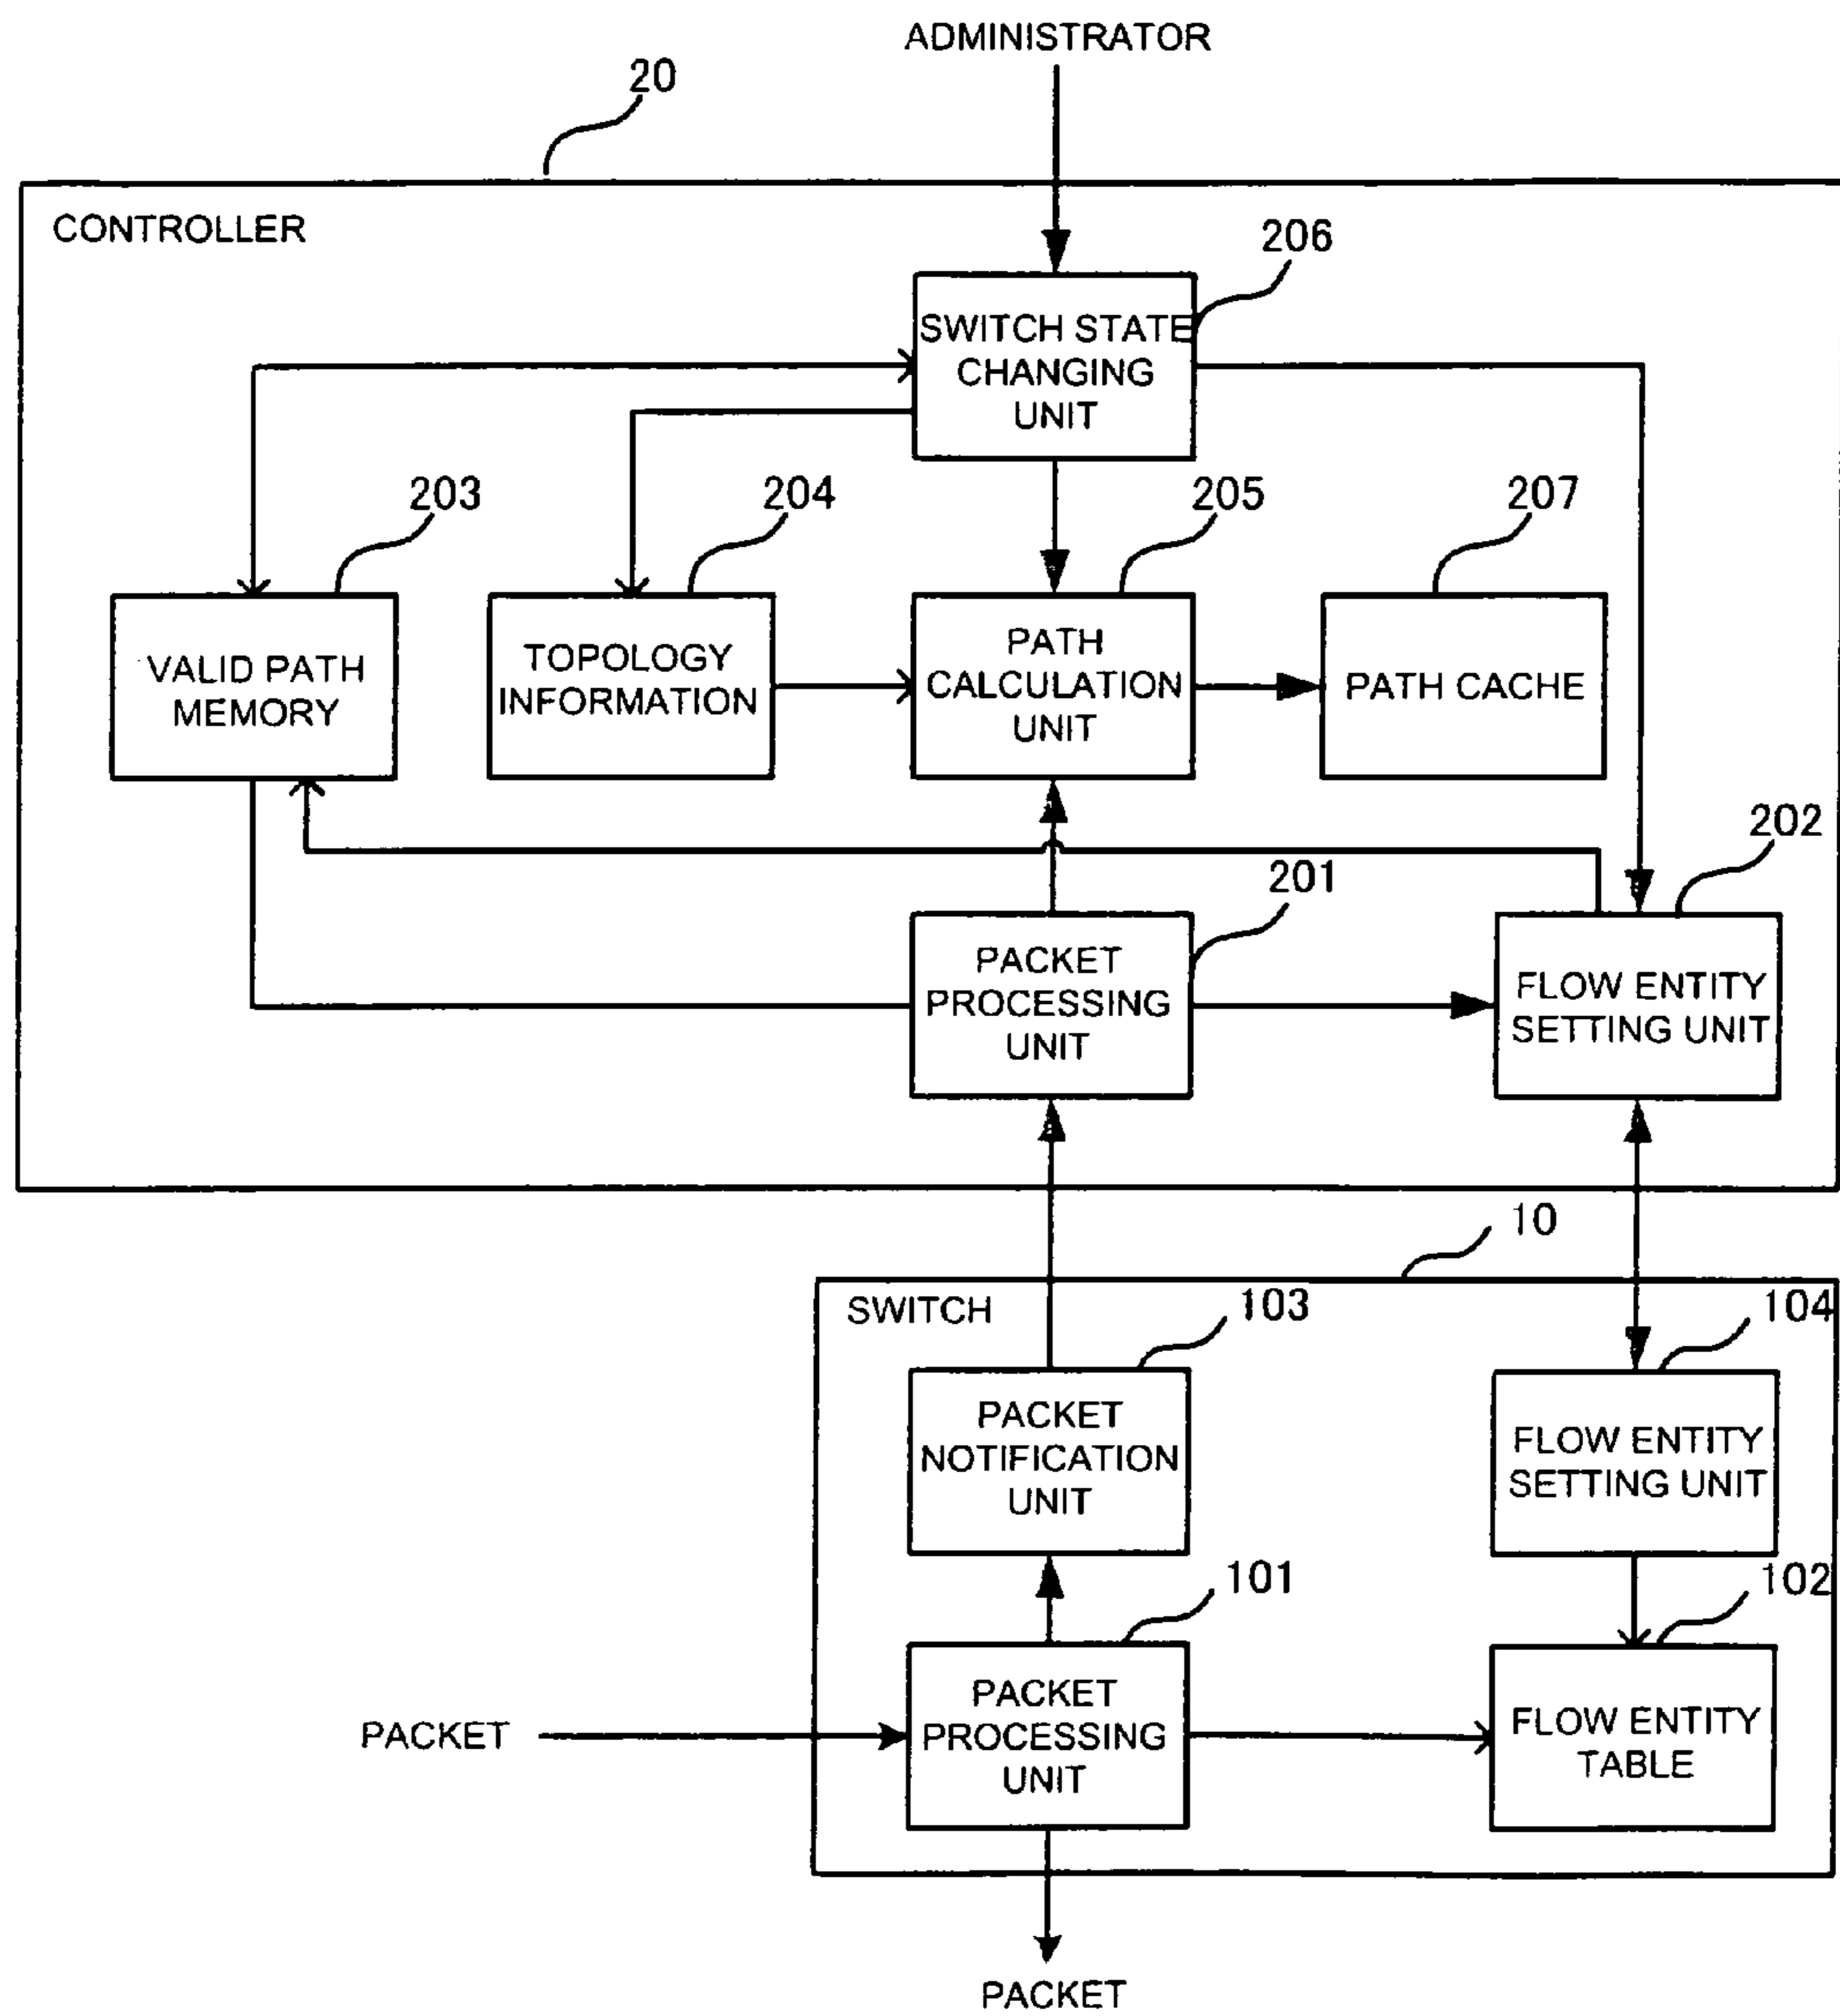 ADMINISTRATOR
20
CONTROLLER
206
SWITCH STATE
CHANGING
UNIT
203
204
205
207
VALID PATH
MEMORY
TOPOLOGY
INFORMATION
PATH
CALCULATION
UNIT
PATH CACHE
202
201
PACKET
PROCESSING
UNIT
FLOW ENTITY
SETTING UNIT
10
SWITCH
103
104
PACKET
NOTIFICATION
UNIT
FLOW ENTITY
SETTING UNIT
101
102
PACKET
PACKET
PROCESSING
UNIT
FLOW ENTITY
TABLE
PACKET